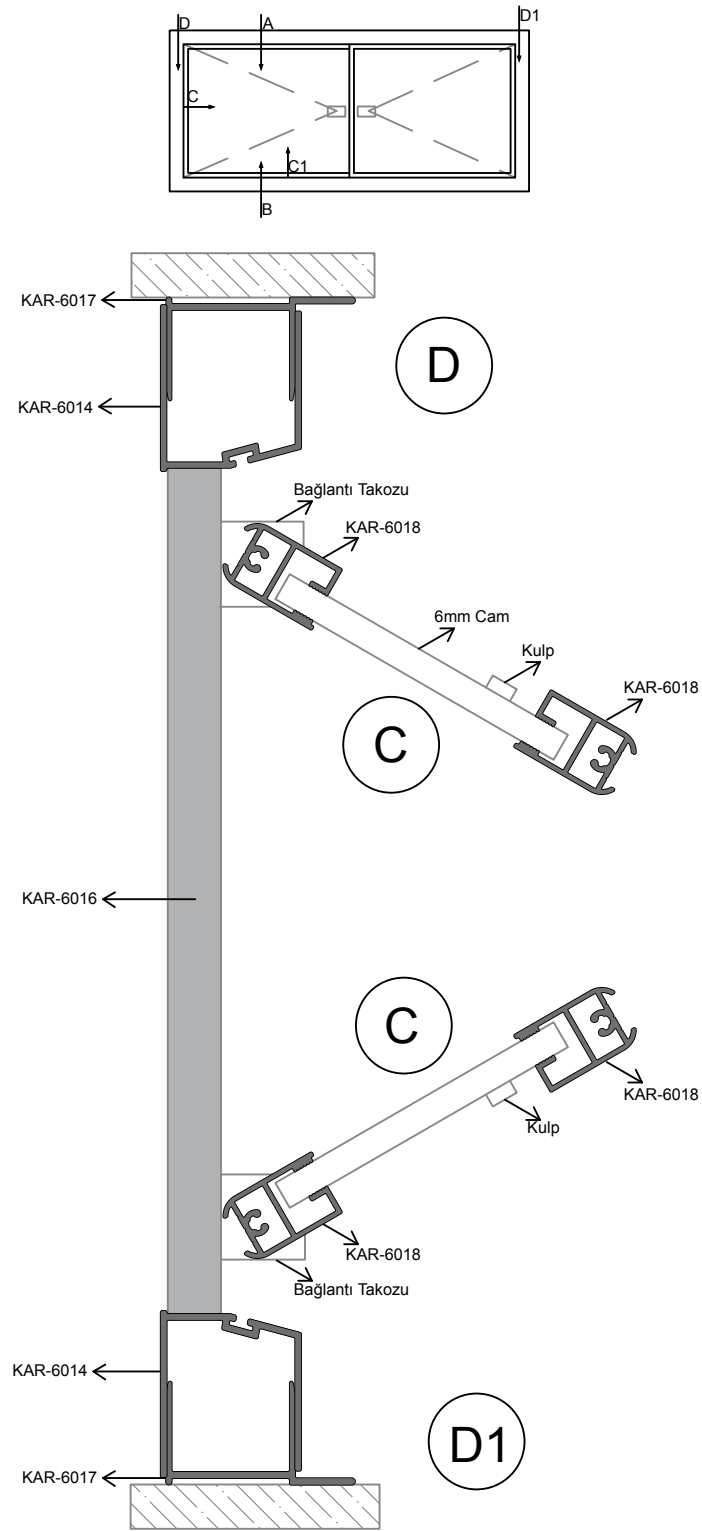 D
A
D1
C
C1
B
KAR-6017
D
KAR-6014
Bağlantı Takozu
KAR-6018
6mm Cam
Kulp
KAR-6018
C
KAR-6016
C
KAR-6018
Kulp
KAR-6018
Bağlantı Takozu
KAR-6014
D1
KAR-6017